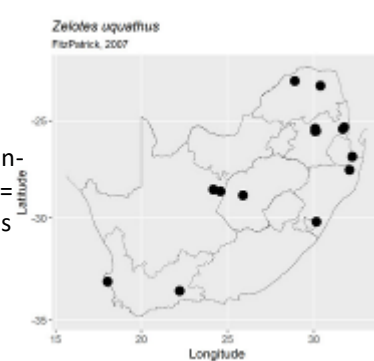 Zelotes uquathus
FitzPatrick, 2007
n-
=
s
Latitude
-25
-30
-35
15 20 25 30
Longitude